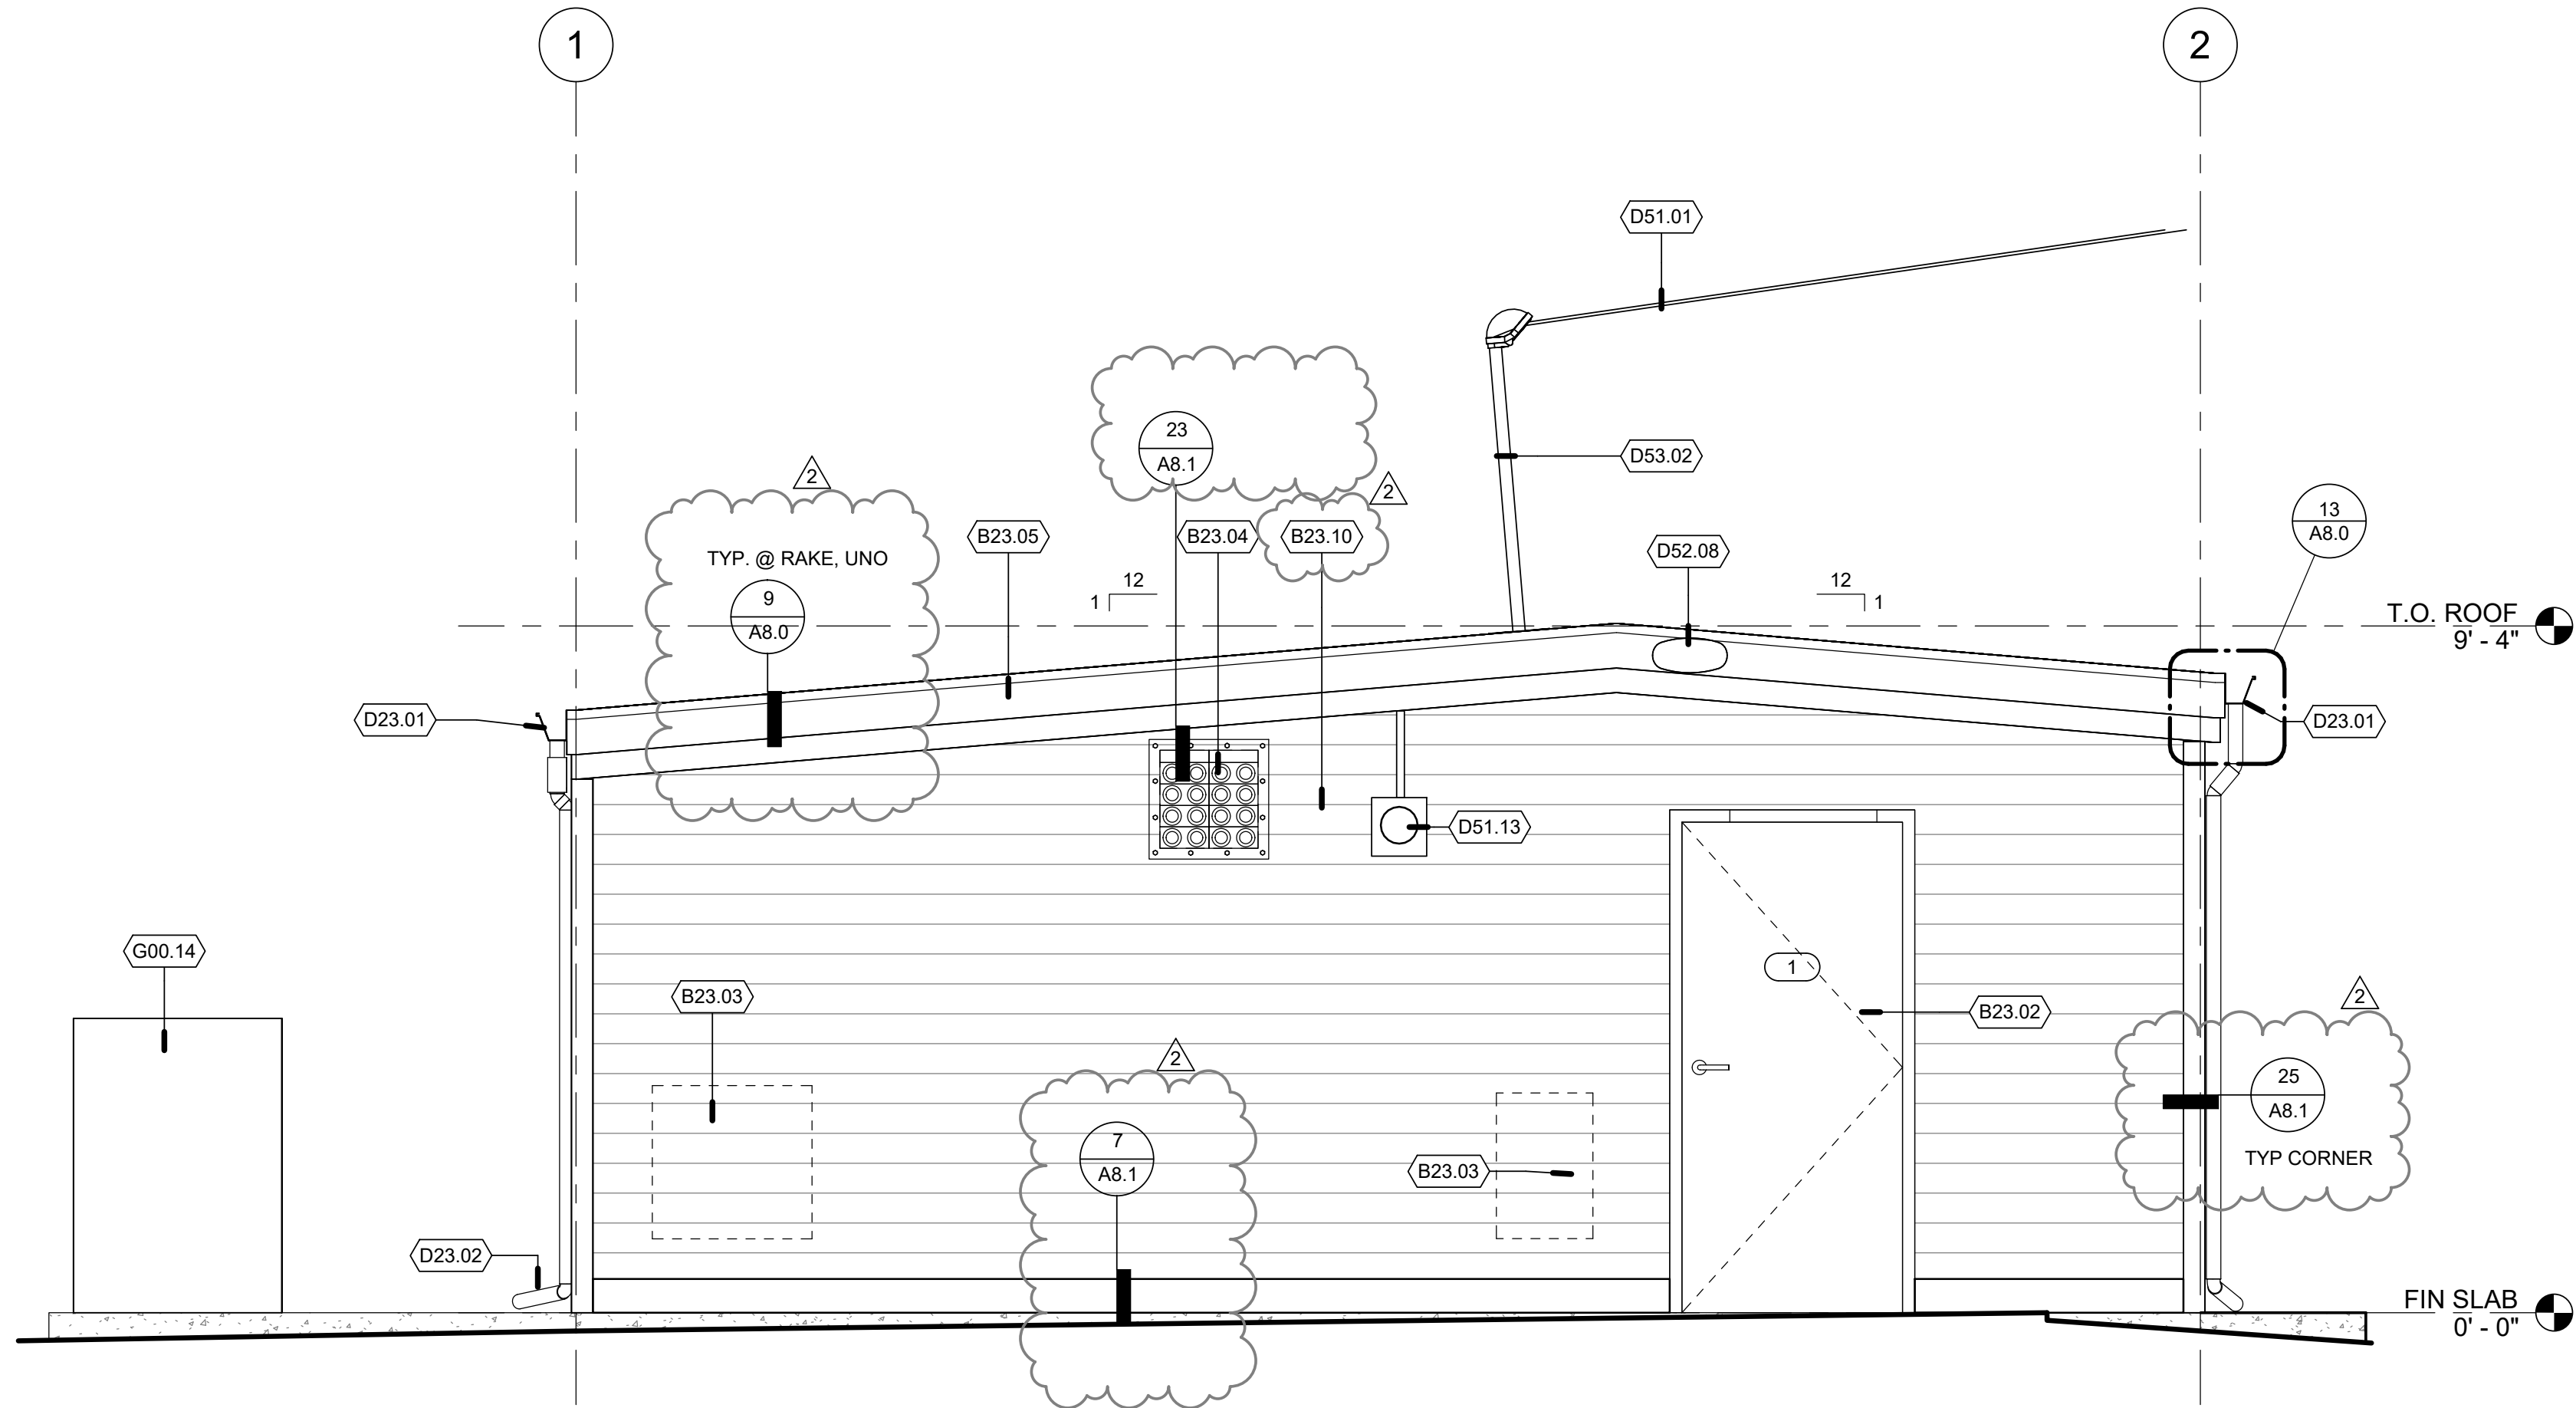 1
2
D51.01
23
A8.1
D53.02
2
2
13
A8.0
B23.05
B23.04
B23.10
TYP. @ RAKE, UNO
D52.08
12
1
12
1
9
A8.0
T.O. ROOF
9' - 4"
D23.01
D23.01
D51.13
G00.14
1
B23.03
B23.02
2
2
25
A8.1
7
A8.1
B23.03
TYP CORNER
D23.02
FIN SLAB
0' - 0"